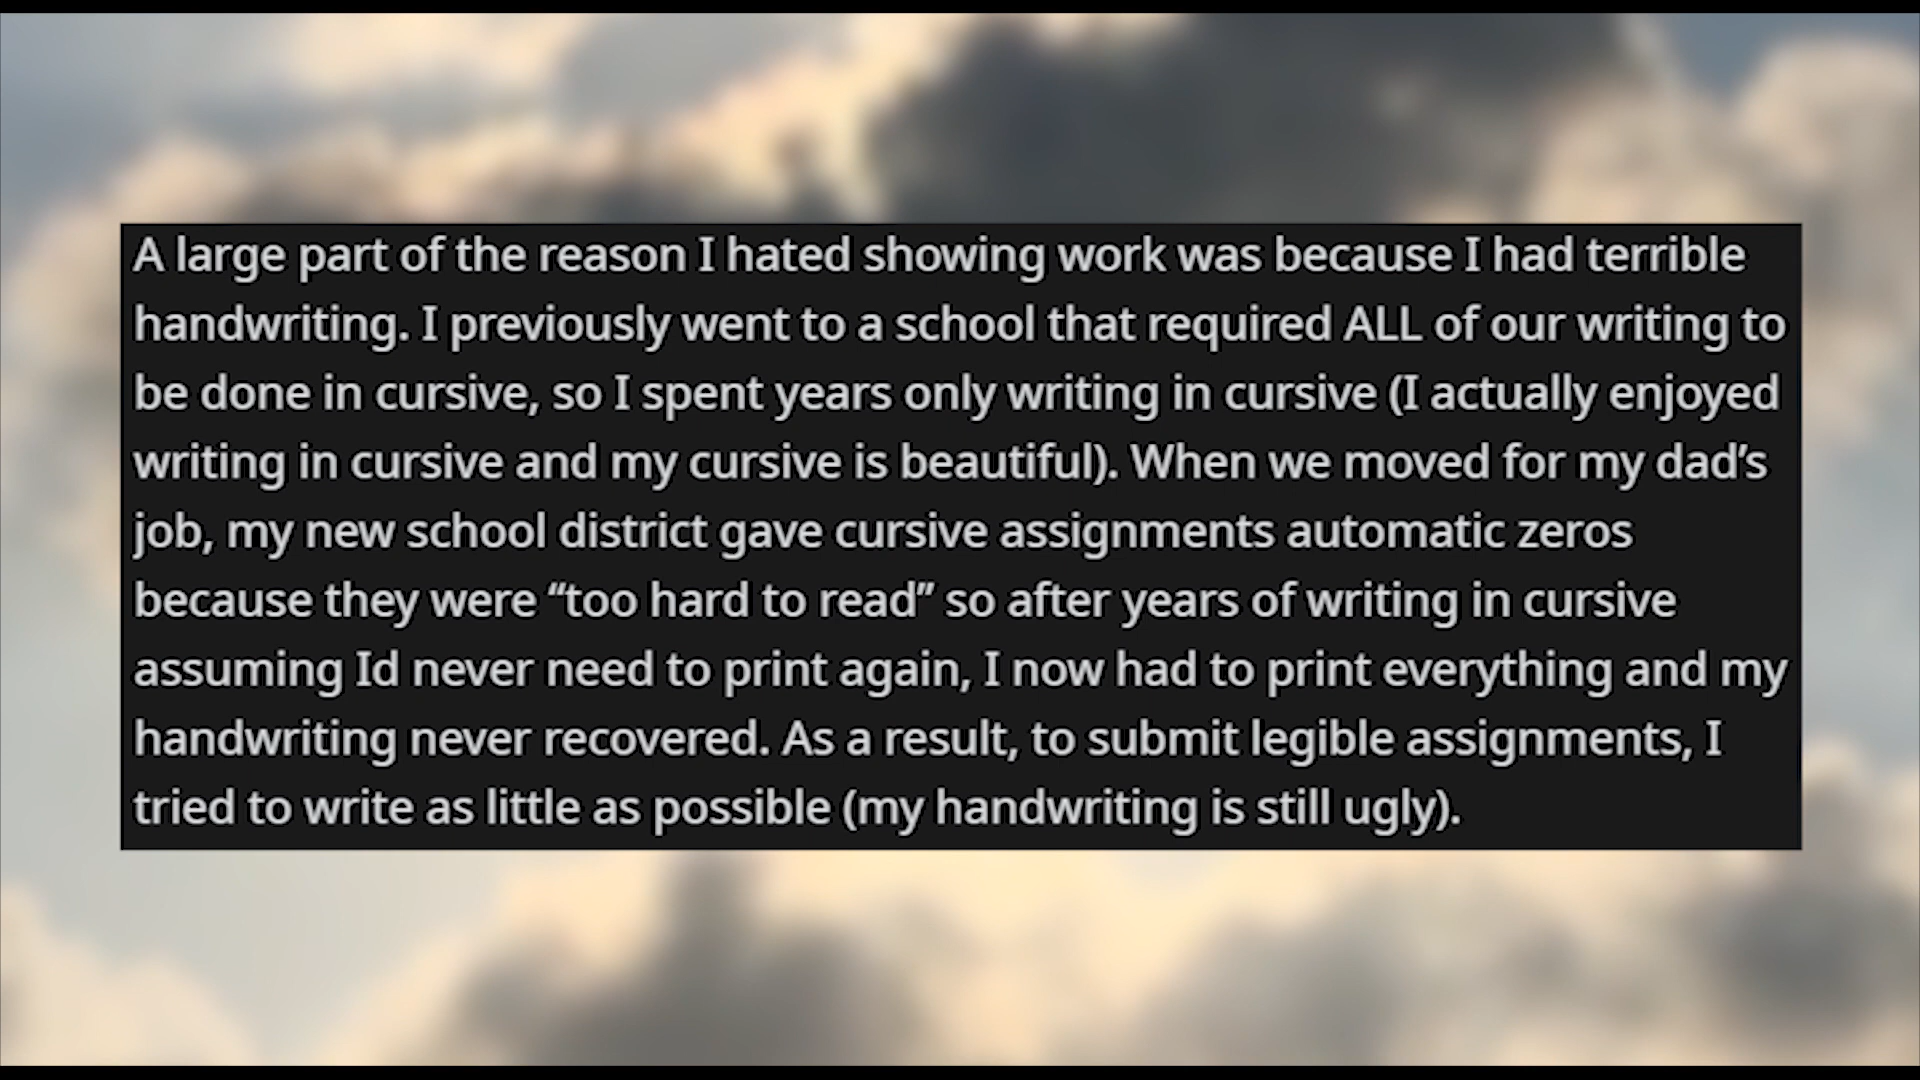 A large part of the reason I hated showing work was because I had terrible
handwriting. I previously went to a school that required ALL of our writing to
be done in cursive, so I spent years only writing in cursive (I actually enjoyed
writing in cursive and my cursive is beautiful). When we moved for my dad’s
job, my new school district gave cursive assignments automatic zeros
because they were “too hard to read” so after years of writing in cursive
assuming Id never need to print again, I now had to print everything and my
handwriting never recovered. As a result, to submit legible assignments, I
tried to write as little as possible (my handwriting is still ugly).